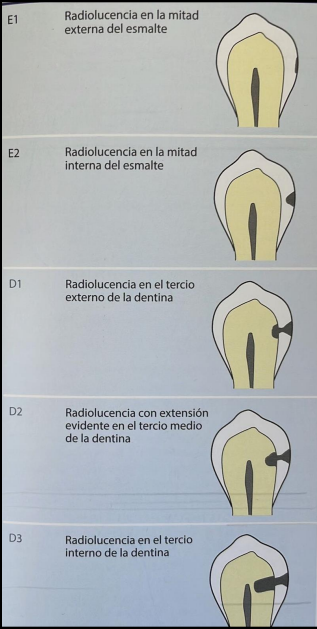 E1
Radiolucencia en la mitad
externa del esmalte
E2
Radiolucencia en la mitad
interna del esmalte
D1
Radiolucencia en el tercio
externo de la dentina
D2
Radiolucencia con extensión
evidente en el tercio medio
de la dentina
D3
Radiolucencia en el tercio
interno de la dentina